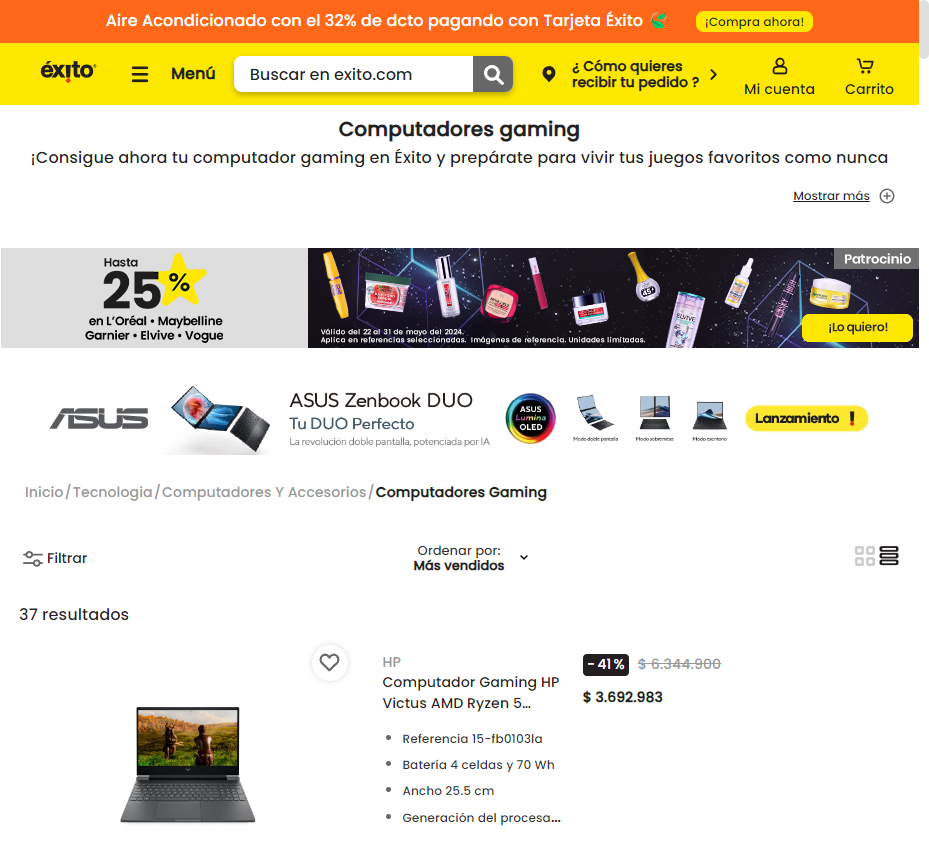 Aire Acondicionado con el 32% de dcto pagando con Tarjeta Éxito
¡Compra ahora!
éxito
Menú
Buscar en exito.com
¿ Cómo quieres
recibir tu pedido ?
Mi cuenta
Carrito
Computadores gaming
¡Consigue ahora tu computador gaming en Éxito y prepárate para vivir tus juegos favoritos como nunca
Mostrar más
Hasta
25%
en L'Oréal • Maybelline
Garnier • Elvive • Vogue
Patrocinio
45+
ELVIVE
Válido del 22 al 31 de mayo del 2024.
Aplica en referencias seleccionadas. Imágenes de referencia. Unidades limitadas.
¡Lo quiero!
ASUS
ASUS Zenbook DUO
Tu DUO Perfecto
La revolución doble pantalla, potenciada por IA
ASUS
Lumina
OLED
Modo doble pantalla
Modo sobremesa
Modo escritorio
Lanzamiento !
Inicio/Tecnologia/Computadores Y Accesorios/Computadores Gaming
Filtrar
Ordenar por:
Más vendidos
37 resultados
HP
Computador Gaming HP
Victus AMD Ryzen 5...
Referencia 15-fb0103la
Batería 4 celdas y 70 Wh
Ancho 25.5 cm
Generación del procesa...
- 41 %
$ 6.344.900
$ 3.692.983